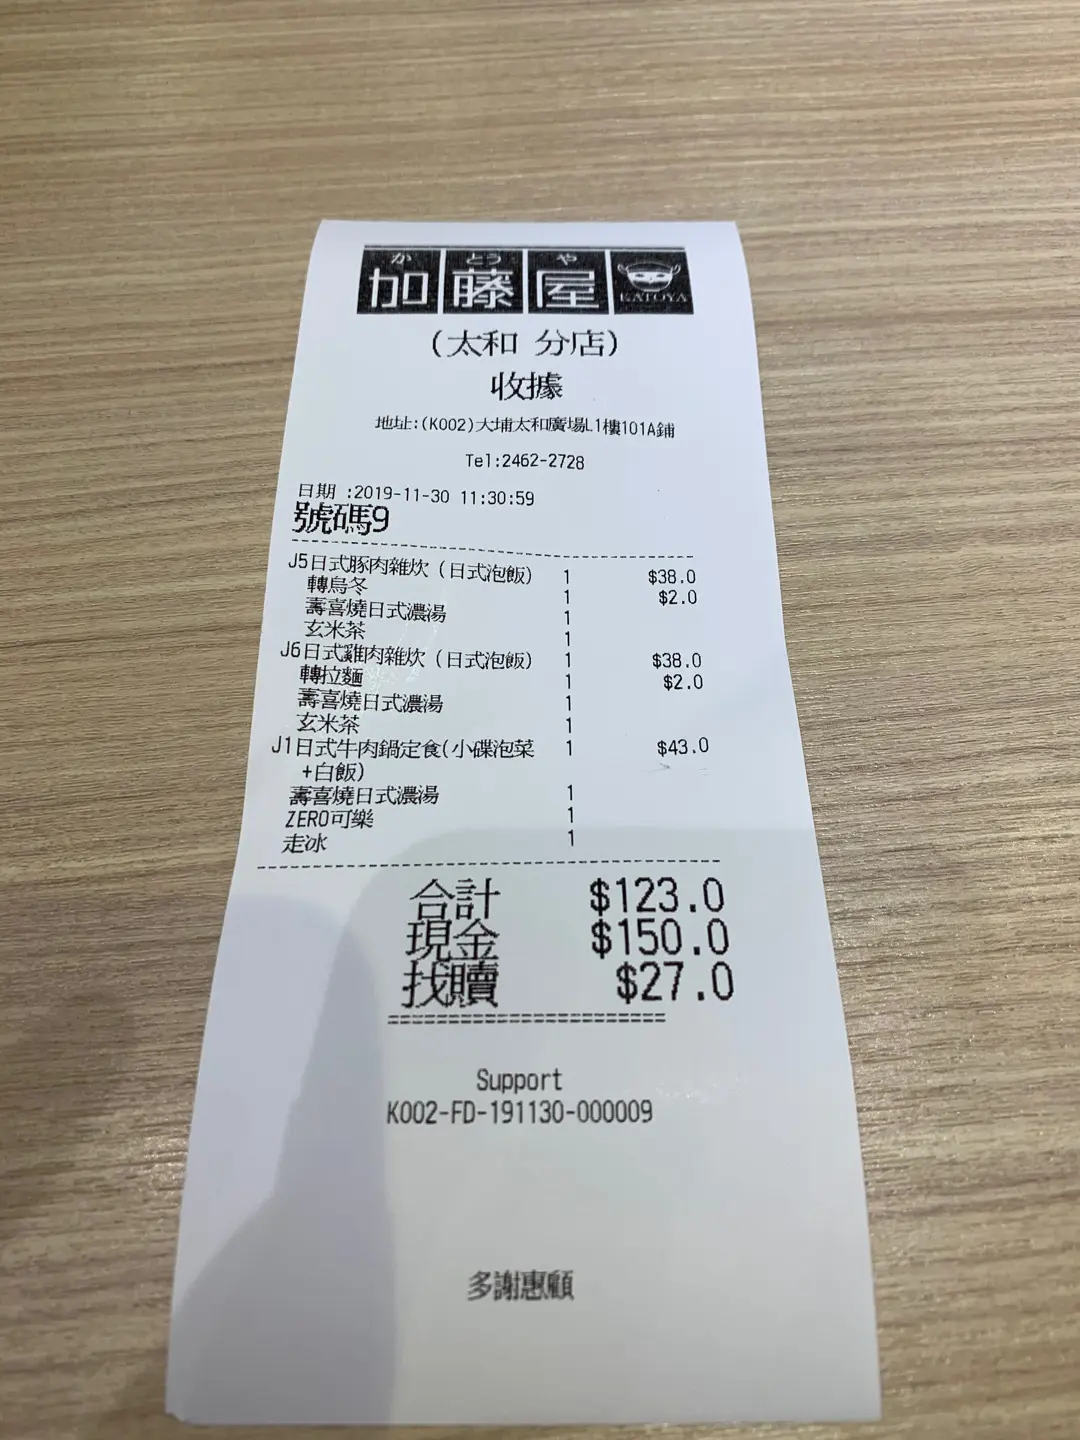 か とう や
加藤屋
KATOYA
(太和 分店)
收據
地址:(K002)大埔太和廣場L1樓101A鋪
Tel:2462-2728
日期 :2019-11-30 11:30:59
號碼9
J5日式豚肉雜炊(日式泡飯) 1 $38.0
轉烏冬 1 $2.0
壽喜燒日式濃湯 1
玄米茶 1
J6日式雞肉雜炊(日式泡飯) 1 $38.0
轉拉麵 1 $2.0
壽喜燒日式濃湯 1
玄米茶 1
J1日式牛肉鍋定食(小碟泡菜 1 $43.0
+白飯)
壽喜燒日式濃湯 1
ZERO可樂 1
走冰 1
合計 $123.0
現金 $150.0
找贖 $27.0
======================
Support
K002-FD-191130-000009
多謝惠顧